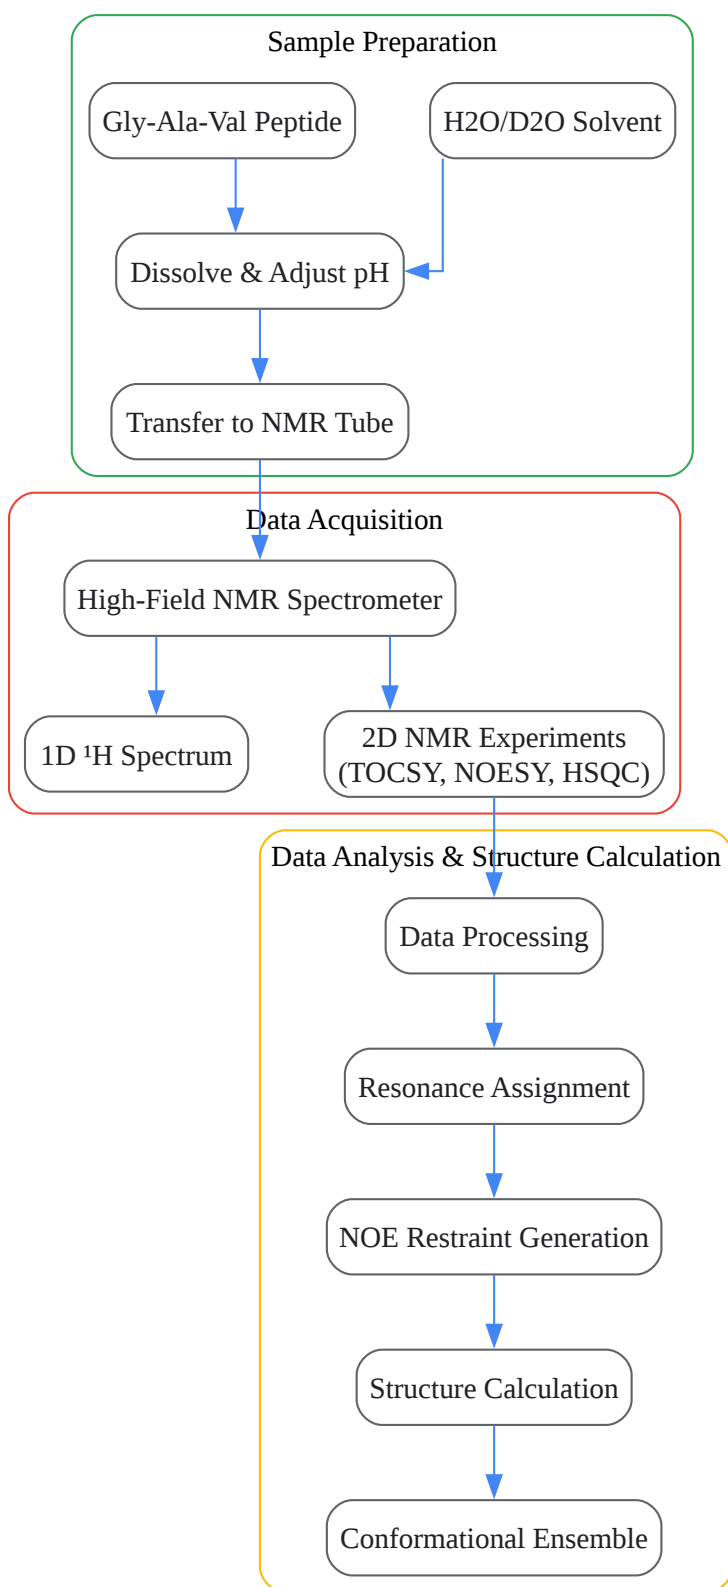 Sample Preparation
Gly-Ala-Val Peptide
H2O/D2O Solvent
Dissolve & Adjust pH
Transfer to NMR Tube
Data Acquisition
High-Field NMR Spectrometer
1D ¹H Spectrum
2D NMR Experiments
(TOCSY, NOESY, HSQC)
Data Analysis & Structure Calculation
Data Processing
Resonance Assignment
NOE Restraint Generation
Structure Calculation
Conformational Ensemble